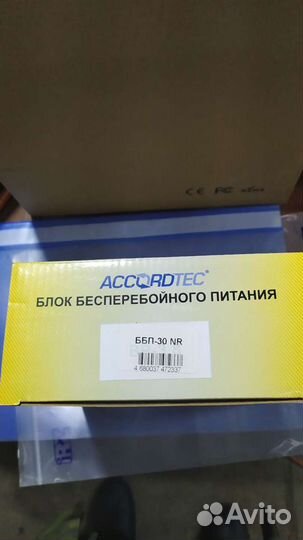 CE FC
ACCORDTEC
БЛОК БЕСПЕРЕБОЙНОГО ПИТАНИЯ
ББП-30 NR
4 680037 472337
Avito